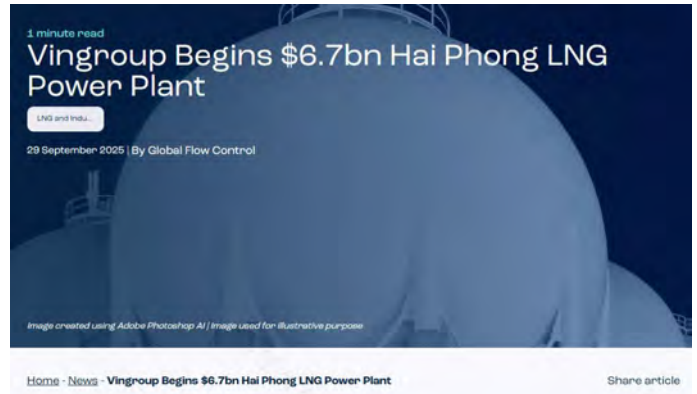 1 minute read
Vingroup Begins $6.7bn Hai Phong LNG
Power Plant
LNG and Indu...
29 September 2025 | By Global Flow Control
Image created using Adobe Photoshop AI | Image used for illustrative purpose
Home - News - Vingroup Begins $6.7bn Hai Phong LNG Power Plant
Share article